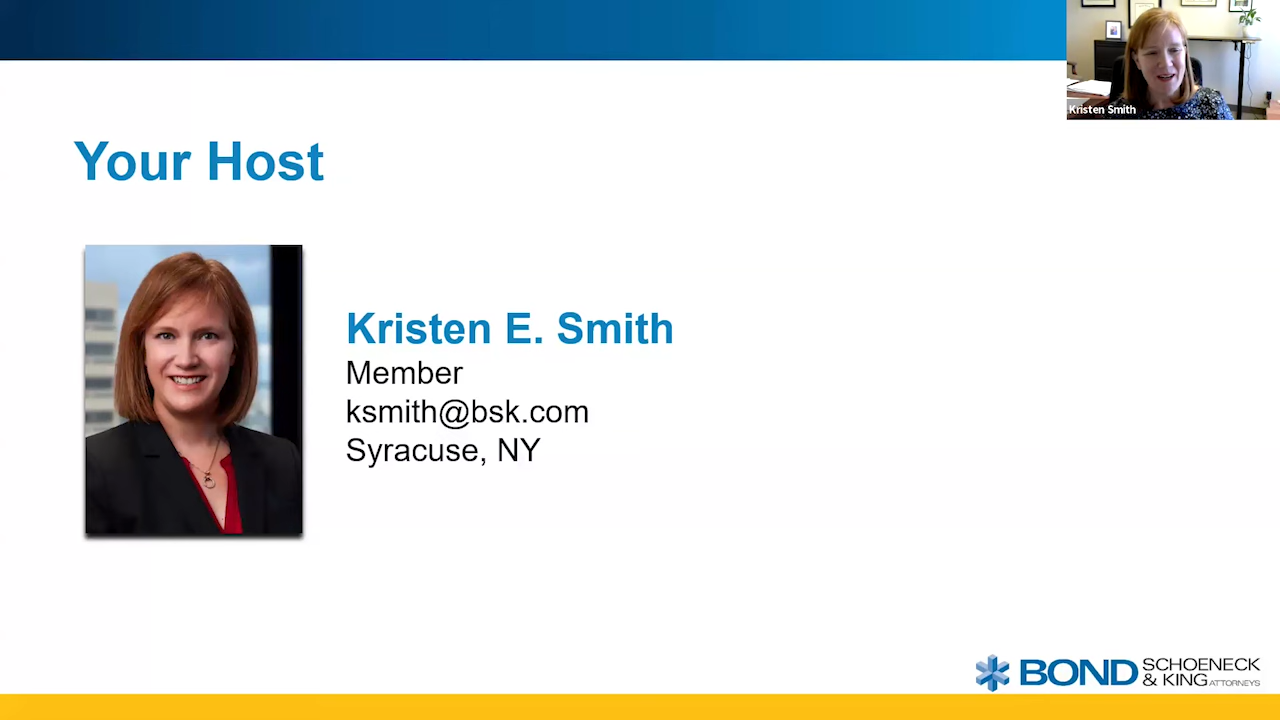 Kristen Smith
Your Host
Kristen E. Smith
Member
ksmith@bsk.com
Syracuse, NY
BOND SCHOENECK
& KING ATTORNEYS